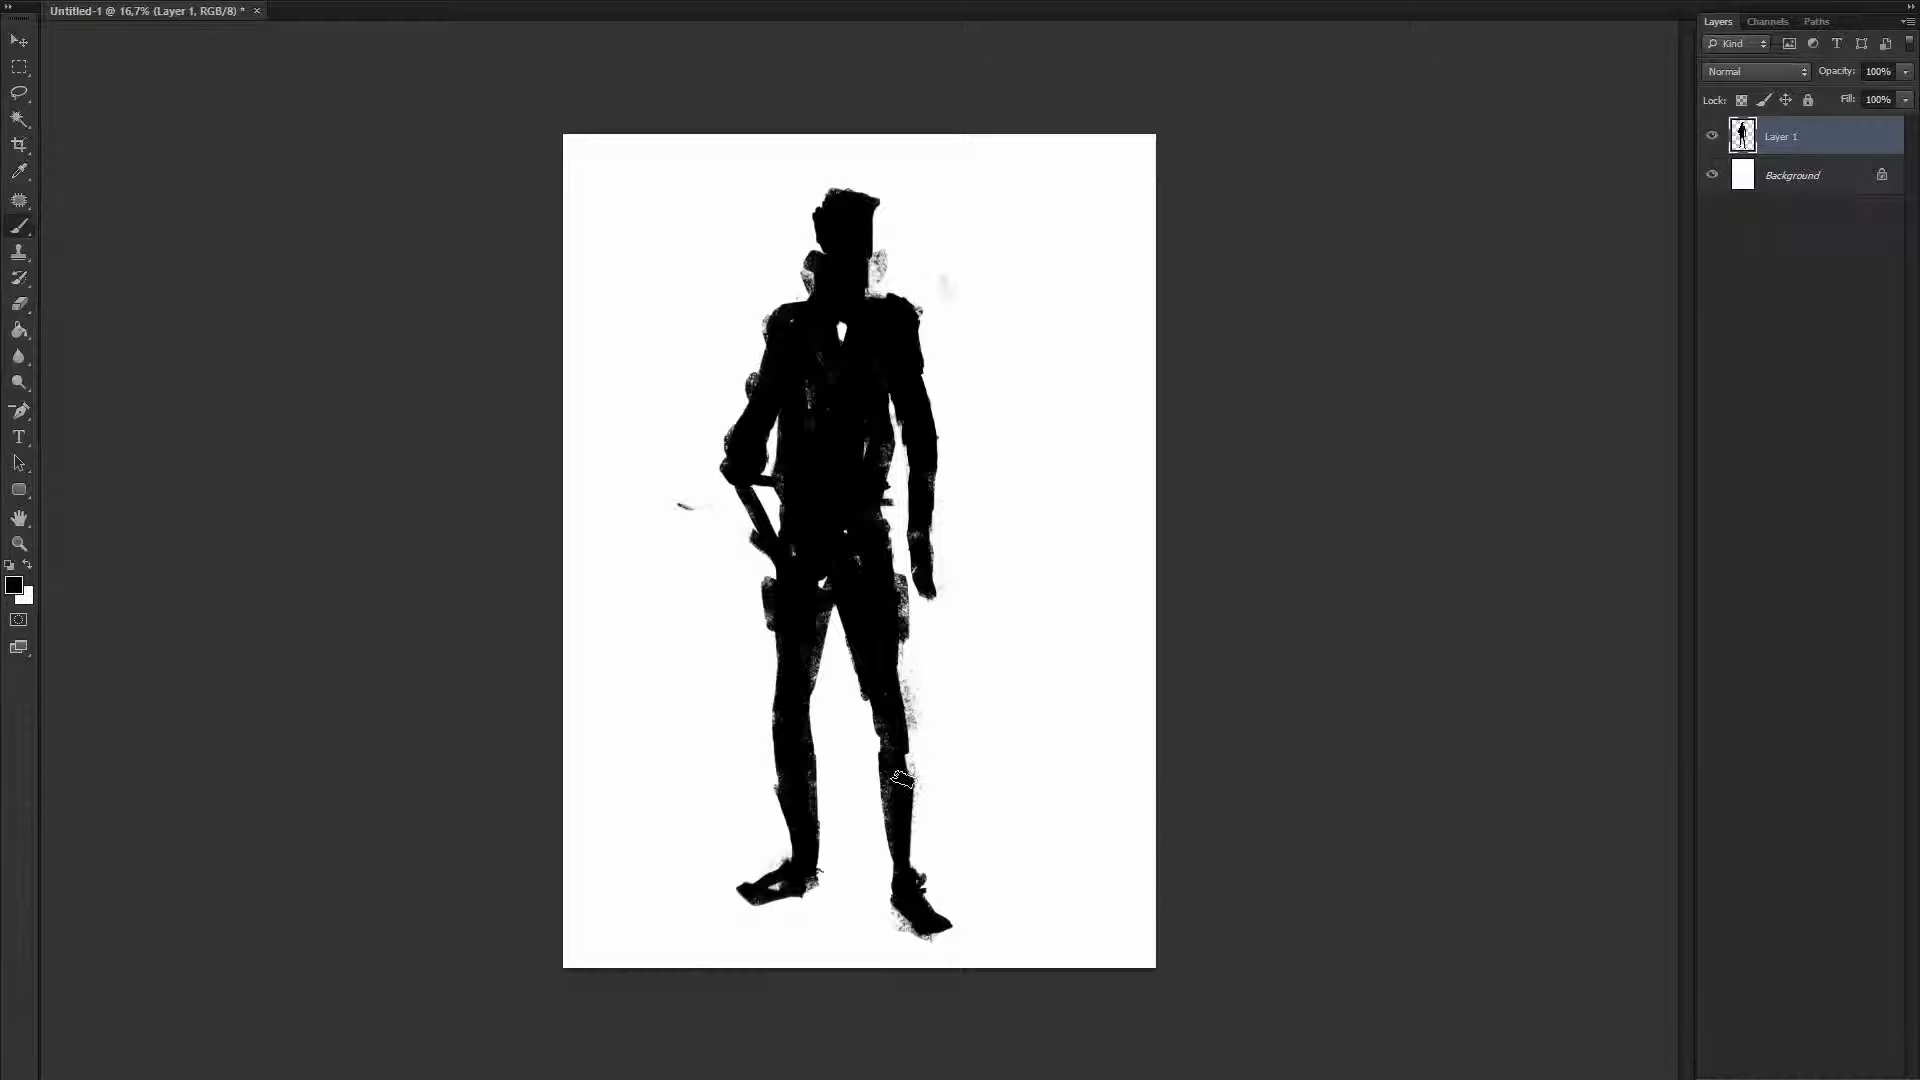 Untitled-1 @ 16,7% (Layer 1, RGB/8) * ×
Layers Channels Paths
Kind
Normal Opacity: 100%
Lock: Fill: 100%
Layer 1
Background